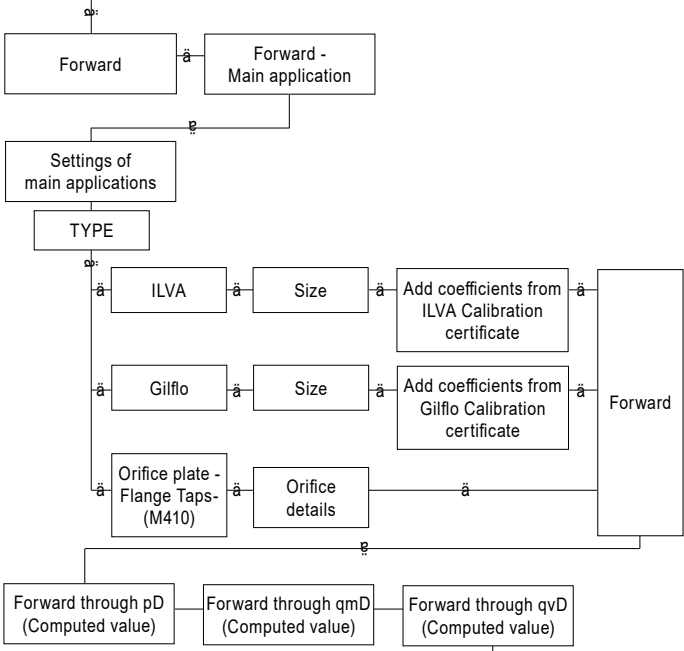 ä
Forward
ä
Forward -
Main application
ä
Settings of
main applications
TYPE
ä
ä
ILVA
ä
Size
ä
Add coefficients from
ILVA Calibration
certificate
ä
ä
Gilflo
ä
Size
ä
Add coefficients from
Gilflo Calibration
certificate
ä
Forward
ä
Orifice plate -
Flange Taps-
(M410)
ä
Orifice
details
ä
ä
Forward through pD
(Computed value)
Forward through qmD
(Computed value)
Forward through qvD
(Computed value)